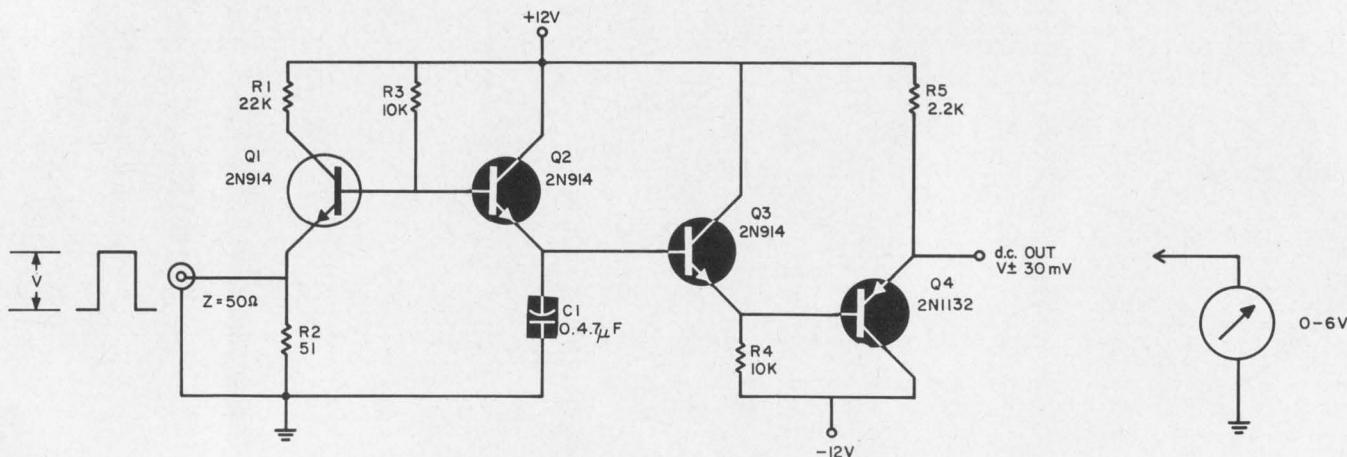 +12V
R1
22K
R3
10K
R5
2.2K
Q1
2N914
Q2
2N914
Q3
2N914
d.c. OUT
V± 30mV
Q4
2N1132
0-6V
V
Z=50Ω
R2
51
C1
0.4.7μF
R4
10K
-12V